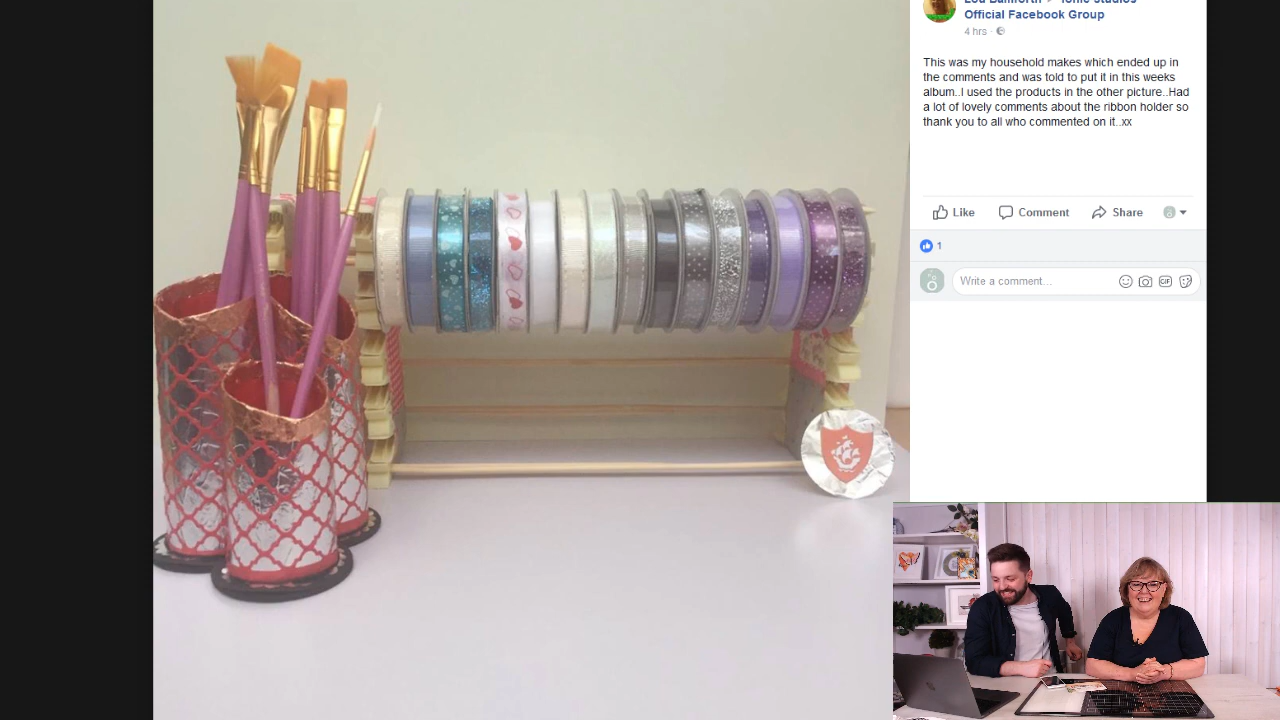 Official Facebook Group
4 hrs
This was my household makes which ended up in
the comments and was told to put it in this weeks
album..I used the products in the other picture..Had
a lot of lovely comments about the ribbon holder so
thank you to all who commented on it..xx
Like
Comment
Share
1
Write a comment...
GIF